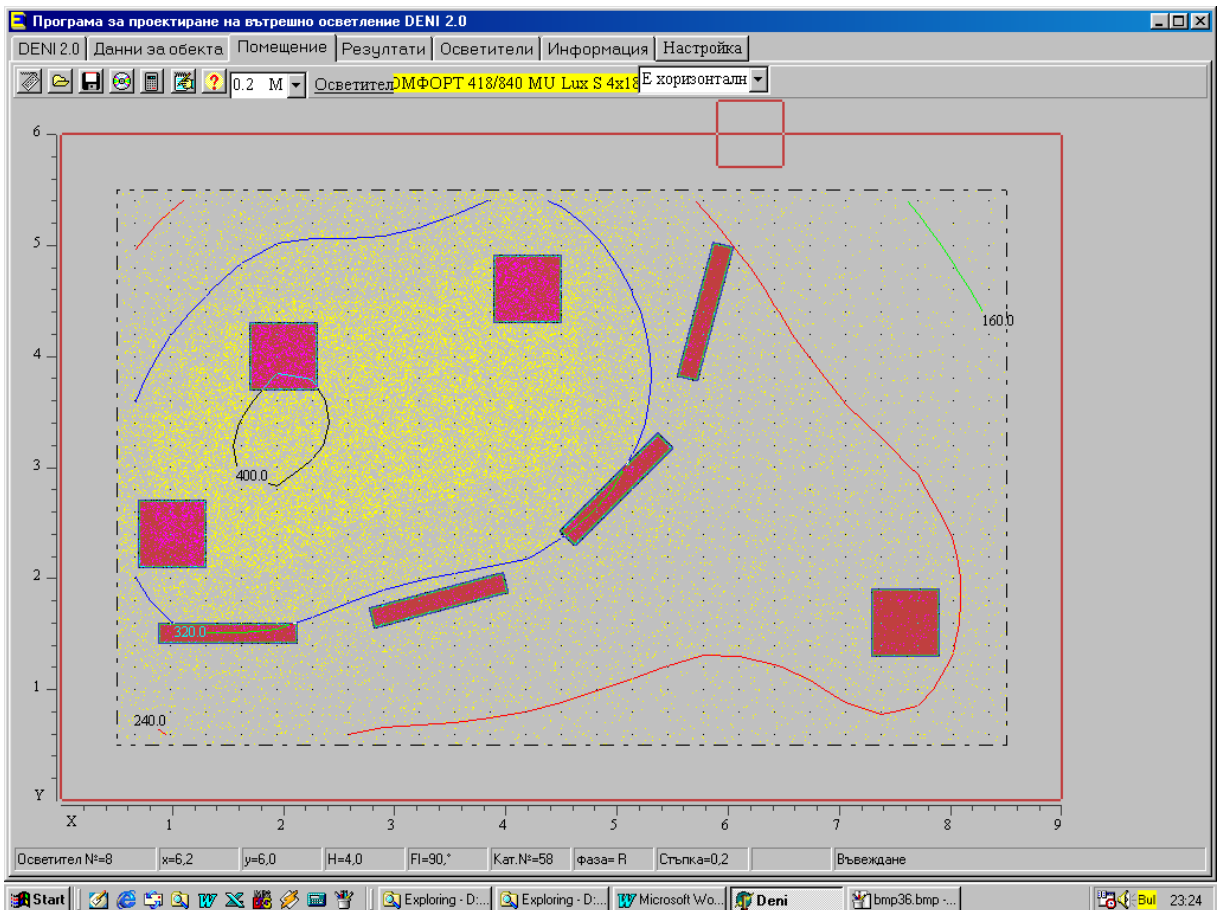 Програма за проектиране на вътрешно осветление DENI 2.0
DENI 2.0 Данни за обекта Помещение Резултати Осветители Информация Настройка
0.2 М Осветител ОМФОРТ 418/840 MU Lux S 4x18 Е хоризонталн
6
5
160.0
4
3
400.0
2
320.0
1
240.0
Y
X 1 2 3 4 5 6 7 8 9
Осветител №=8 x=6,2 y=6,0 H=4,0 FI=90,° Кат.№=58 фаза= R Стъпка=0,2 Въвеждане
Start Exploring - D:... Exploring - D:... Microsoft Wo... Deni bmp36.bmp -... Bul 23:24